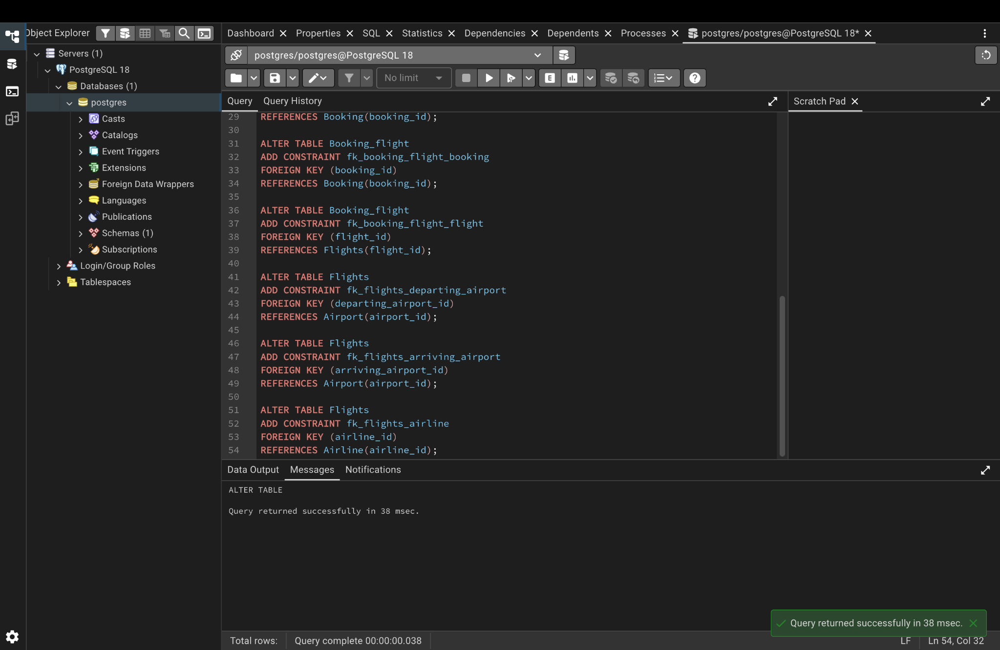 Object Explorer
Dashboard
Properties
SQL
Statistics
Dependencies
Dependents
Processes
postgres/postgres@PostgreSQL 18*
Servers (1)
PostgreSQL 18
Databases (1)
postgres
Casts
Catalogs
Event Triggers
Extensions
Foreign Data Wrappers
Languages
Publications
Schemas (1)
Subscriptions
Login/Group Roles
Tablespaces
postgres/postgres@PostgreSQL 18
No limit
E
Query
Query History
Scratch Pad
29 REFERENCES Booking(booking_id);
30
31 ALTER TABLE Booking_flight
32 ADD CONSTRAINT fk_booking_flight_booking
33 FOREIGN KEY (booking_id)
34 REFERENCES Booking(booking_id);
35
36 ALTER TABLE Booking_flight
37 ADD CONSTRAINT fk_booking_flight_flight
38 FOREIGN KEY (flight_id)
39 REFERENCES Flights(flight_id);
40
41 ALTER TABLE Flights
42 ADD CONSTRAINT fk_flights_departing_airport
43 FOREIGN KEY (departing_airport_id)
44 REFERENCES Airport(airport_id);
45
46 ALTER TABLE Flights
47 ADD CONSTRAINT fk_flights_arriving_airport
48 FOREIGN KEY (arriving_airport_id)
49 REFERENCES Airport(airport_id);
50
51 ALTER TABLE Flights
52 ADD CONSTRAINT fk_flights_airline
53 FOREIGN KEY (airline_id)
54 REFERENCES Airline(airline_id);
Data Output
Messages
Notifications
ALTER TABLE
Query returned successfully in 38 msec.
Query returned successfully in 38 msec.
Total rows:
Query complete 00:00:00.038
LF
Ln 54, Col 32